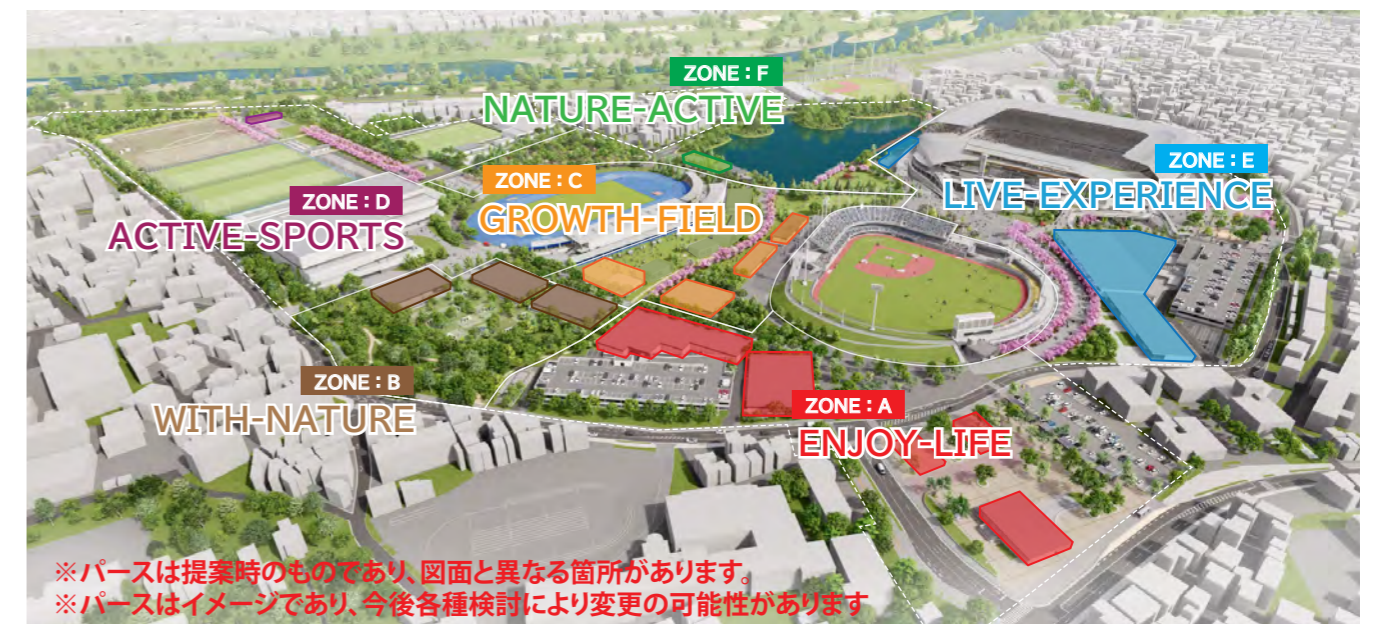 ZONE：F
NATURE-ACTIVE
ZONE：E
LIVE-EXPERIENCE
ZONE：C
GROWTH-FIELD
ZONE：D
ACTIVE-SPORTS
ZONE：B
WITH-NATURE
ZONE：A
ENJOY-LIFE
※パースは提案時のものであり、図面と異なる箇所があります。
※パースはイメージであり、今後各種検討により変更の可能性があります